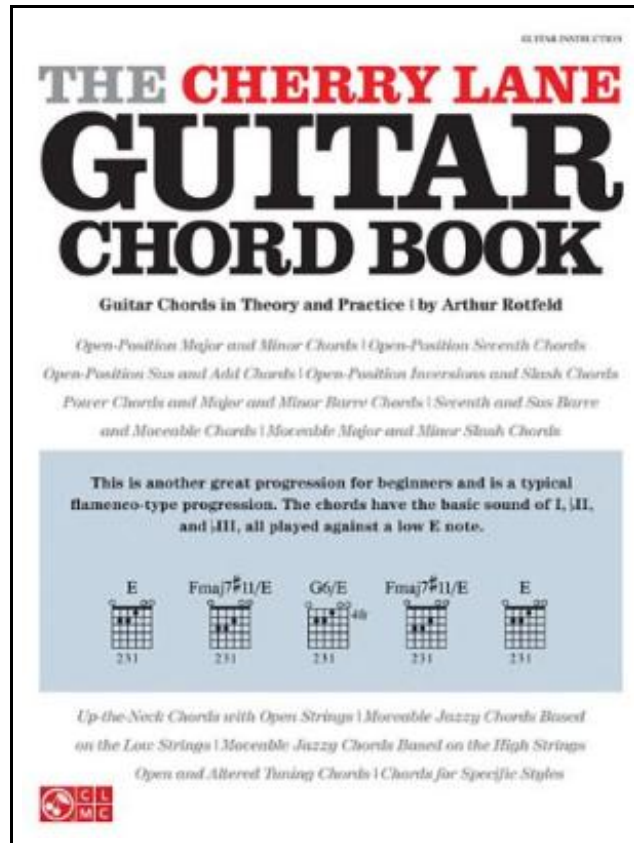 GUITAR INSTRUCTION
THE CHERRY LANE
GUITAR
CHORD BOOK
Guitar Chords in Theory and Practice | by Arthur Rotfeld
Open-Position Major and Minor Chords | Open-Position Seventh Chords
Open-Position Sus and Add Chords | Open-Position Inversions and Slash Chords
Power Chords and Major and Minor Barre Chords | Seventh and Sus Barre
and Moveable Chords | Moveable Major and Minor Slash Chords
This is another great progression for beginners and is a typical
flamenco-type progression. The chords have the basic sound of I, ♭II,
and ♭III, all played against a low E note.
E Fmaj7♯11/E G6/E Fmaj7♯11/E E
4fr
231 231 231 231 231
Up-the-Neck Chords with Open Strings | Moveable Jazzy Chords Based
on the Low Strings | Moveable Jazzy Chords Based on the High Strings
Open and Altered Tuning Chords | Chords for Specific Styles
C L
M C